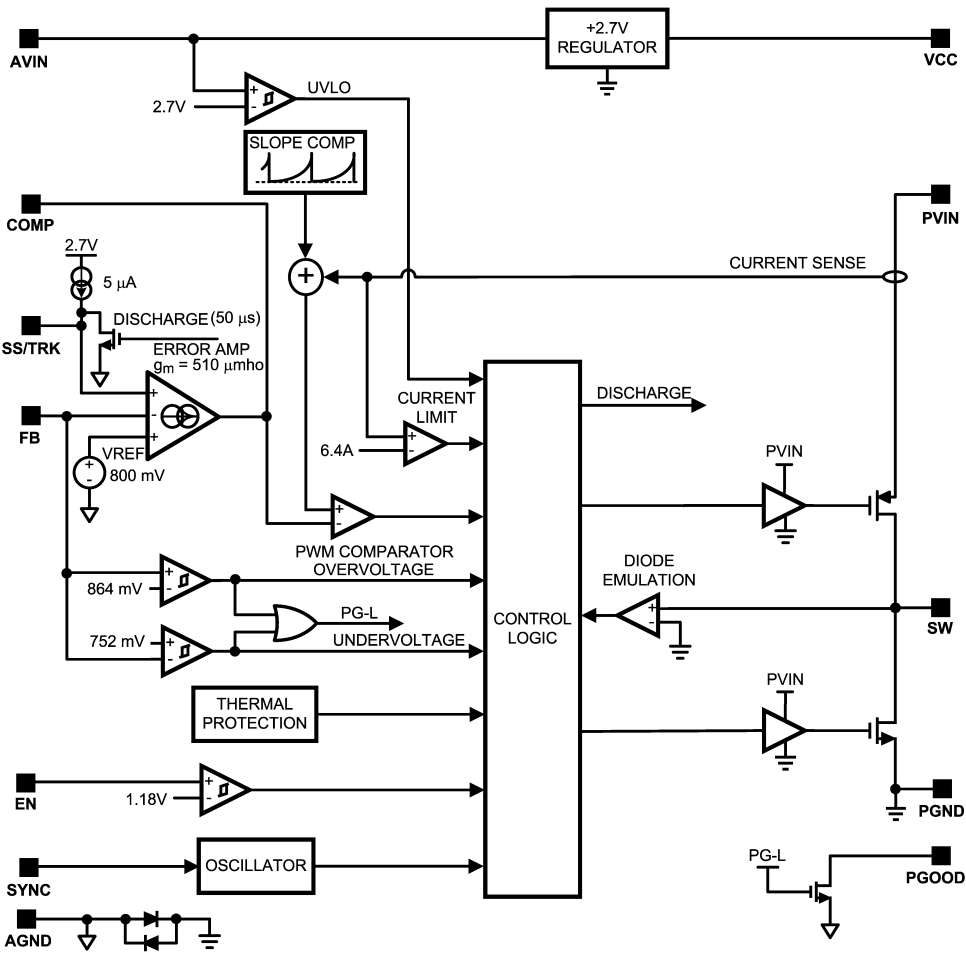 +2.7V
REGULATOR
AVIN
VCC
+
-
2.7V
UVLO
SLOPE COMP
COMP
PVIN
2.7V
5 μA
+
CURRENT SENSE
SS/TRK
DISCHARGE (50 μs)
ERROR AMP
gm = 510 μmho
+
-
+
FB
VREF
800 mV
+
-
CURRENT
LIMIT
6.4A
+
-
DISCHARGE
PVIN
+
-
PWM COMPARATOR
OVERVOLTAGE
864 mV
+
-
PG-L
752 mV
+
-
UNDERVOLTAGE
CONTROL
LOGIC
DIODE
EMULATION
+
-
SW
THERMAL
PROTECTION
PVIN
EN
1.18V
+
-
PGND
SYNC
OSCILLATOR
PG-L
PGOOD
AGND